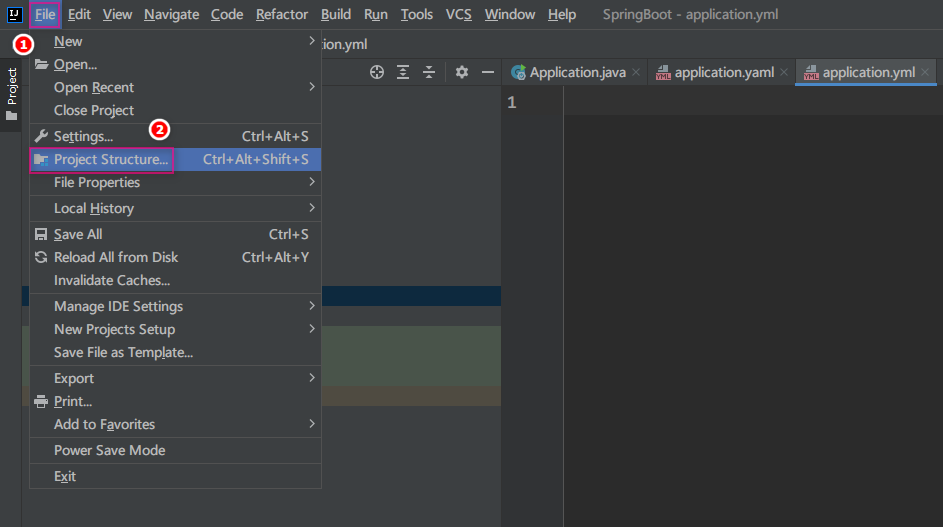 IJ File Edit View Navigate Code Refactor Build Run Tools VCS Window Help SpringBoot - application.yml
1
ion.yml
Project
Application.java application.yaml application.yml
1
New
Open...
Open Recent
Close Project
2
Settings... Ctrl+Alt+S
Project Structure... Ctrl+Alt+Shift+S
File Properties
Local History
Save All Ctrl+S
Reload All from Disk Ctrl+Alt+Y
Invalidate Caches...
Manage IDE Settings
New Projects Setup
Save File as Template...
Export
Print...
Add to Favorites
Power Save Mode
Exit